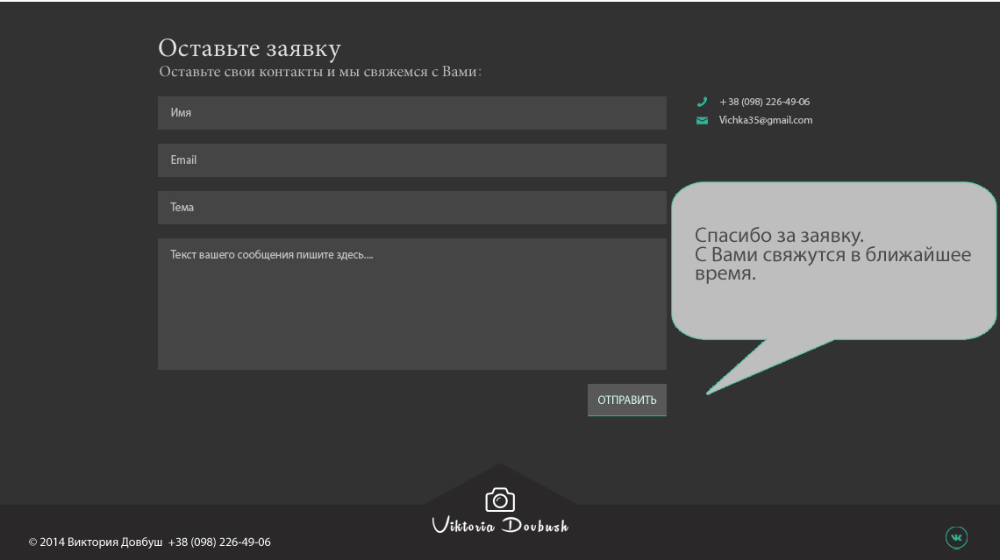 Оставьте заявку
Оставьте свои контакты и мы свяжемся с Вами:
Имя
+ 38 (098) 226-49-06
Vichka35@gmail.com
Email
Тема
Текст вашего сообщения пишите здесь....
Спасибо за заявку.
С Вами свяжутся в ближайшее
время.
ОТПРАВИТЬ
Viktoria Dovbush
© 2014 Виктория Довбуш +38 (098) 226-49-06